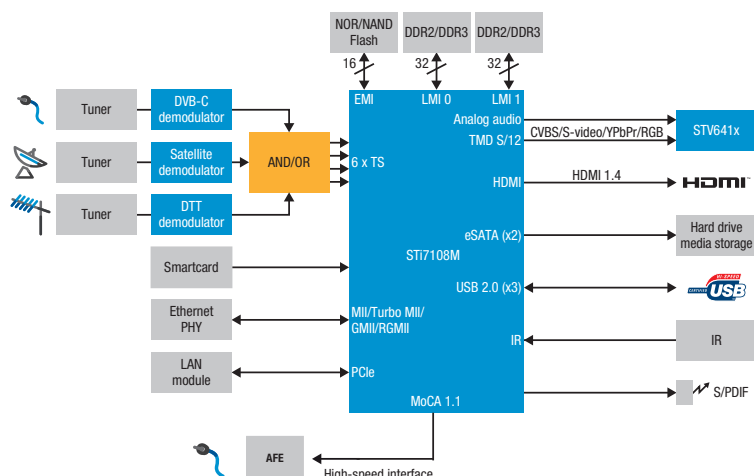 NOR/NAND
Flash
DDR2/DDR3
DDR2/DDR3
16
32
32
EMI
LMI 0
LMI 1
Tuner
DVB-C
demodulator
Tuner
Satellite
demodulator
Tuner
DTT
demodulator
AND/OR
6 x TS
Analog audio
TMD S/12
CVBS/S-video/YPbPr/RGB
STV641x
HDMI
HDMI 1.4
HDMI™
eSATA (x2)
Hard drive
media storage
STi7108M
Smartcard
USB 2.0 (x3)
HI-SPEED
CERTIFIED
USB
Ethernet
PHY
MII/Turbo MII/
GMII/RGMII
IR
IR
LAN
module
PCIe
MoCA 1.1
S/PDIF
AFE
High-speed interface